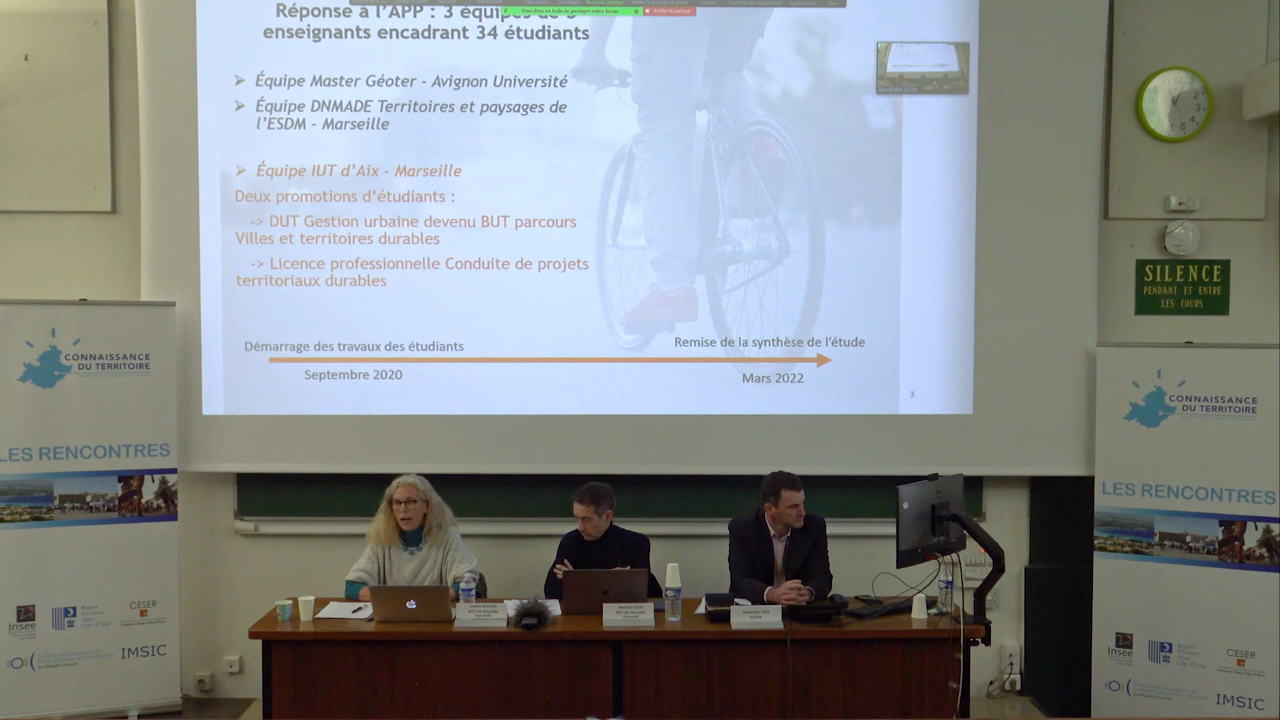 Réponse à l'APP : 3 équipes de 3
enseignants encadrant 34 étudiants
➢ Équipe Master Géoter - Avignon Université
➢ Équipe DNMADE Territoires et paysages de
l'ESDM – Marseille
➢ Équipe IUT d'Aix - Marseille
Deux promotions d'étudiants :
-> DUT Gestion urbaine devenu BUT parcours
Villes et territoires durables
-> Licence professionnelle Conduite de projets
territoriaux durables
Démarrage des travaux des étudiants
Remise de la synthèse de l'étude
Septembre 2020
Mars 2022
3
SILENCE
PENDANT ET ENTRE
LES COURS
CONNAISSANCE
DU TERRITOIRE
LES RENCONTRES
Insee
CESER
IMSIC
CONNAISSANCE
DU TERRITOIRE
LES RENCONTRES
Insee
CESER
IMSIC